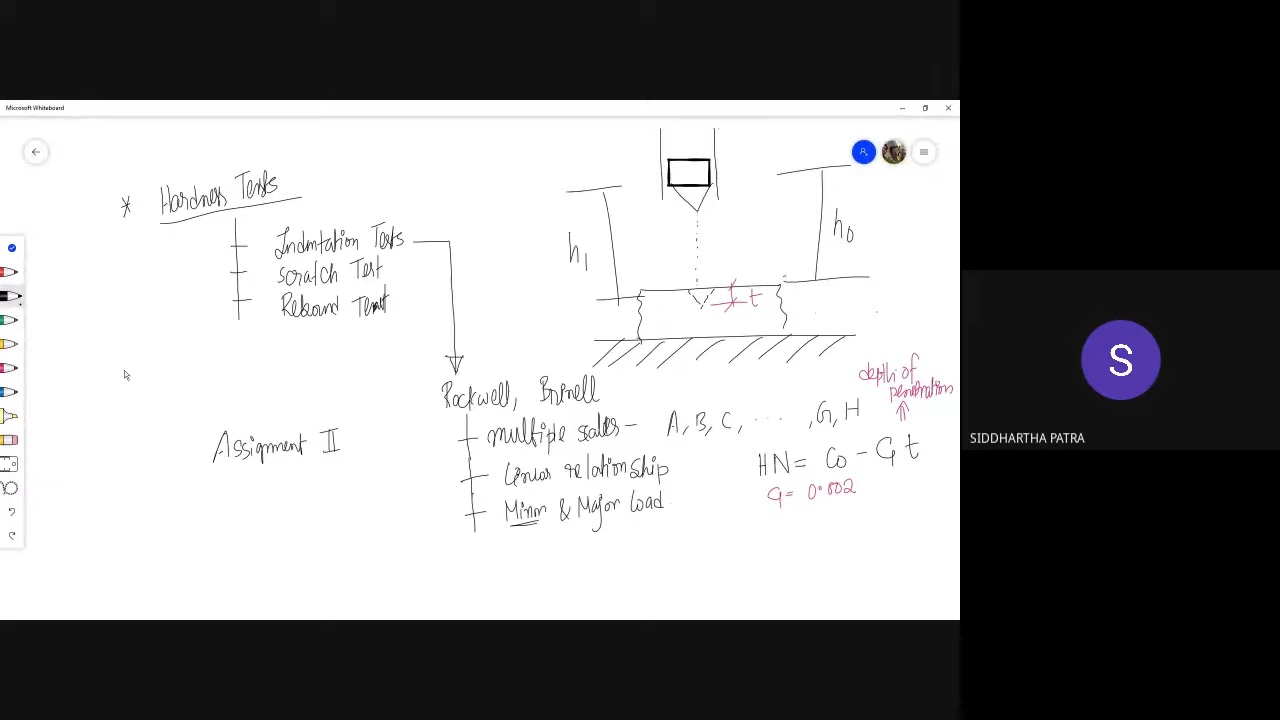 Microsoft Whiteboard
* Hardness Tests
Indentation Tests
Scratch Test
Rebound Test
h1
h0
t
Rockwell, Brinell
multiple scales – A, B, C, ..... , G, H
Linear relationship
Minor & Major load
depth of
penetration
HN = C0 – C1 t
C1 = 0.002
Assignment II
S
SIDDHARTHA PATRA